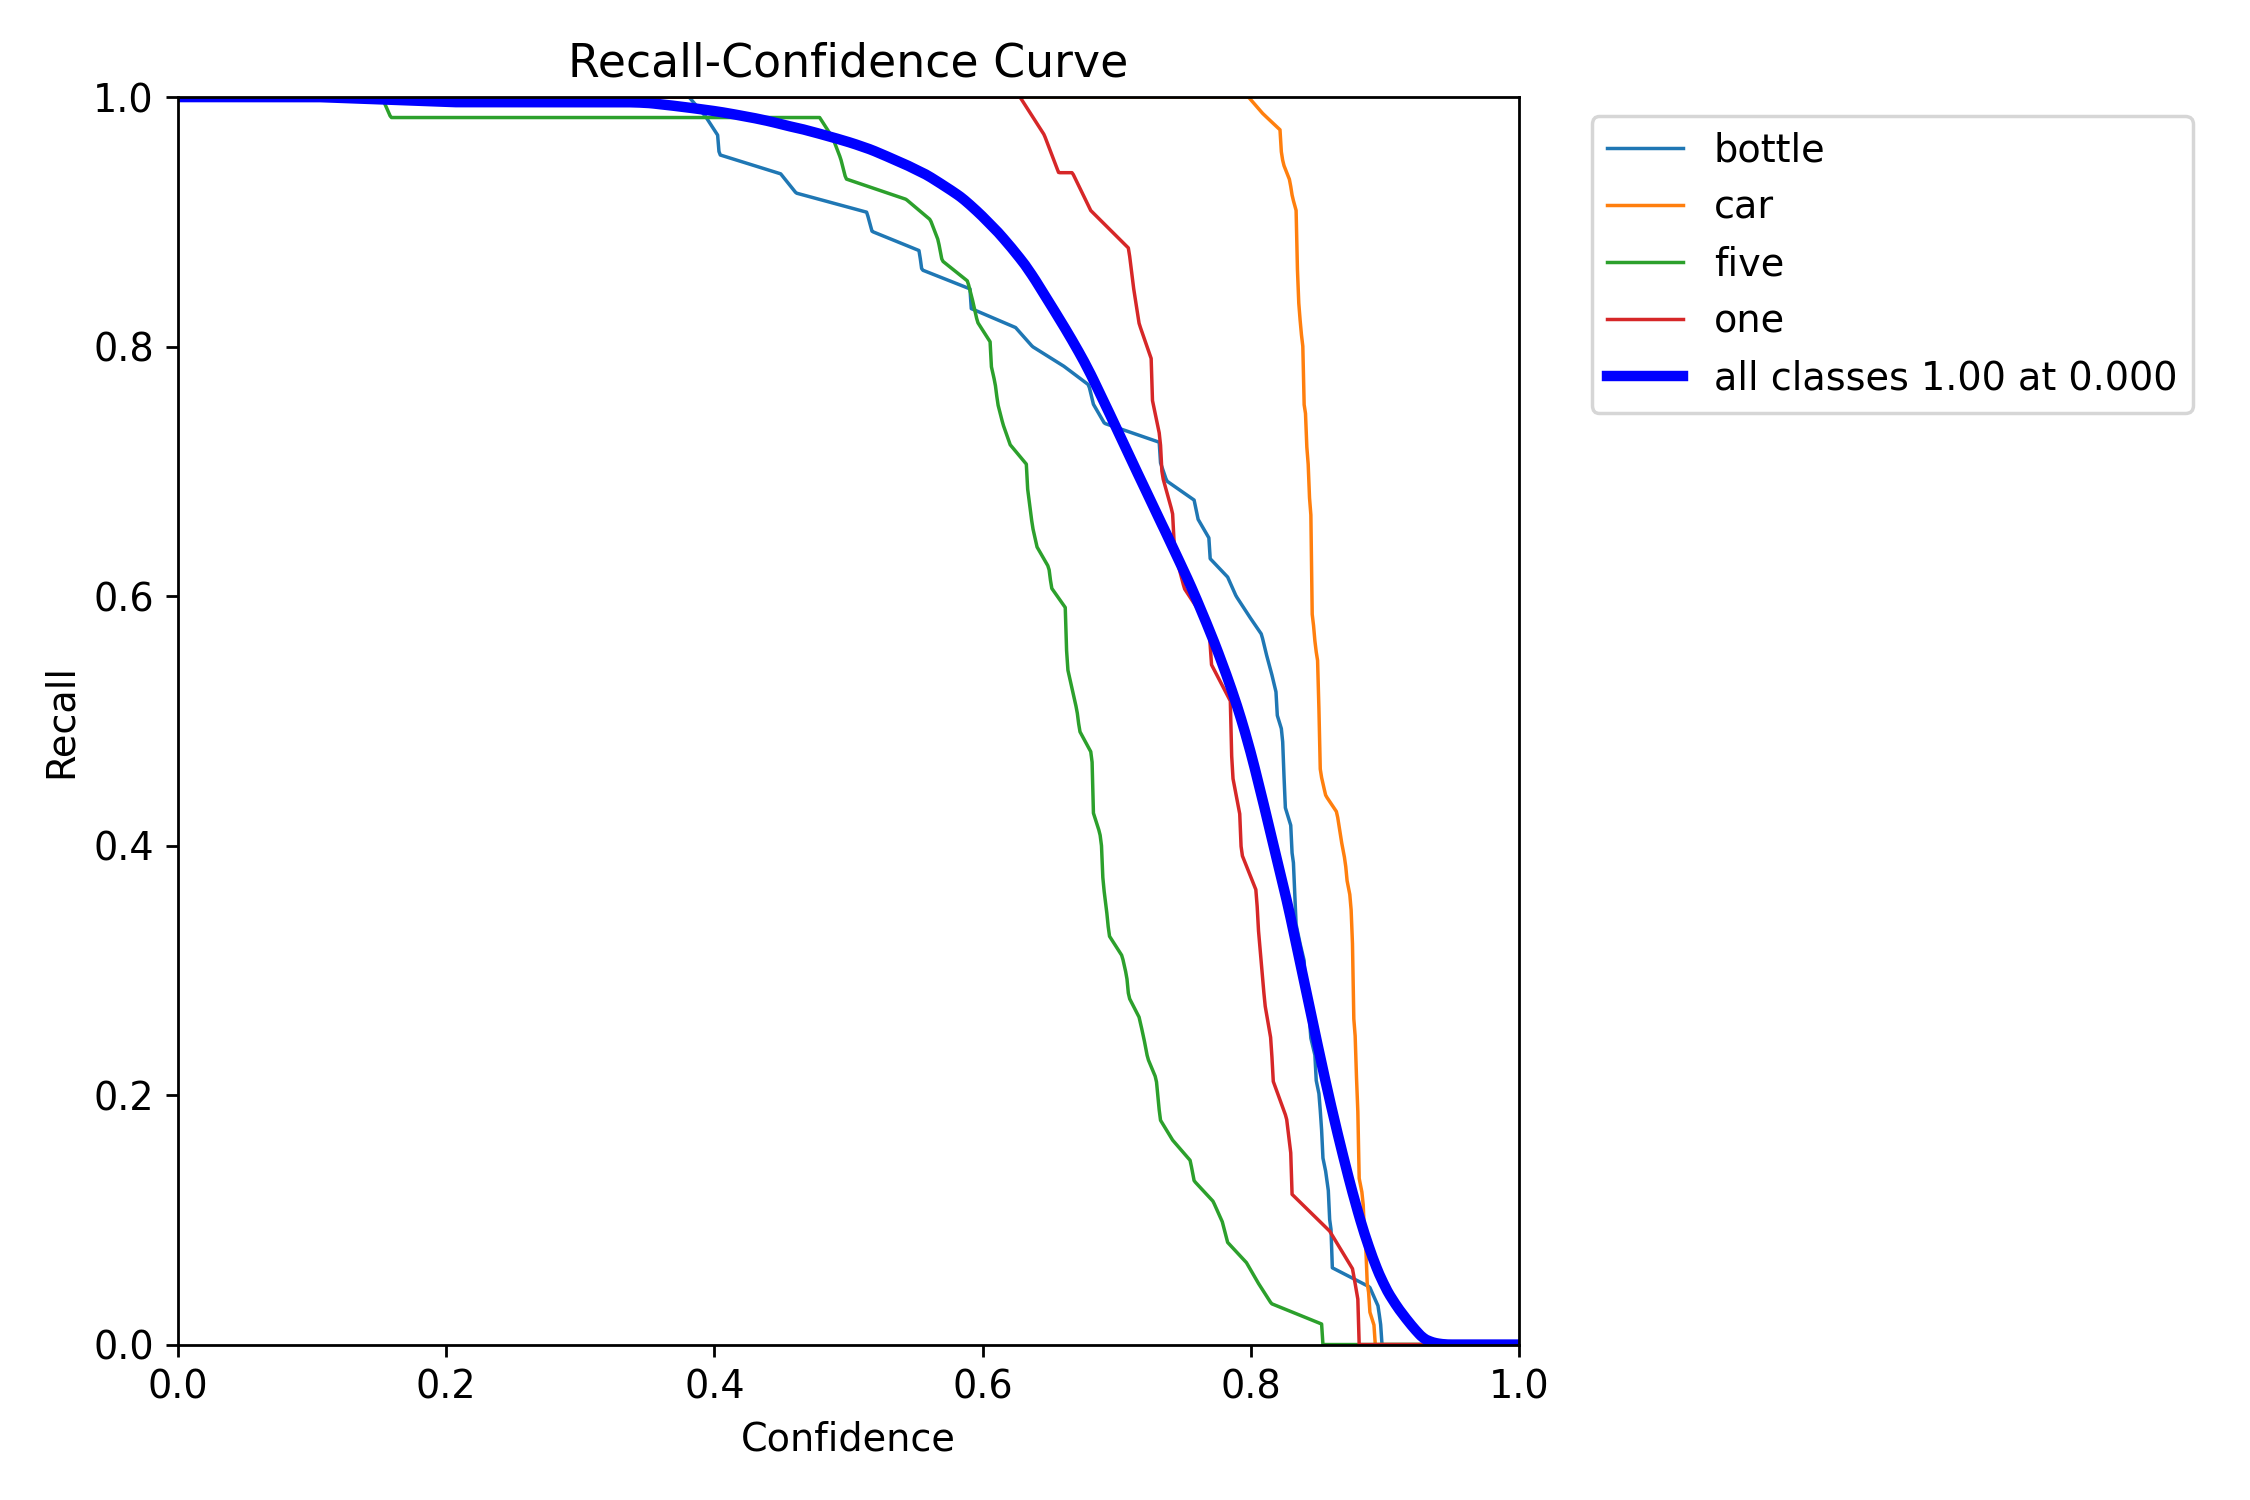 Recall-Confidence Curve
1.0
0.8
0.6
0.4
0.2
0.0
Recall
0.0 0.2 0.4 0.6 0.8 1.0
Confidence
bottle
car
five
one
all classes 1.00 at 0.000